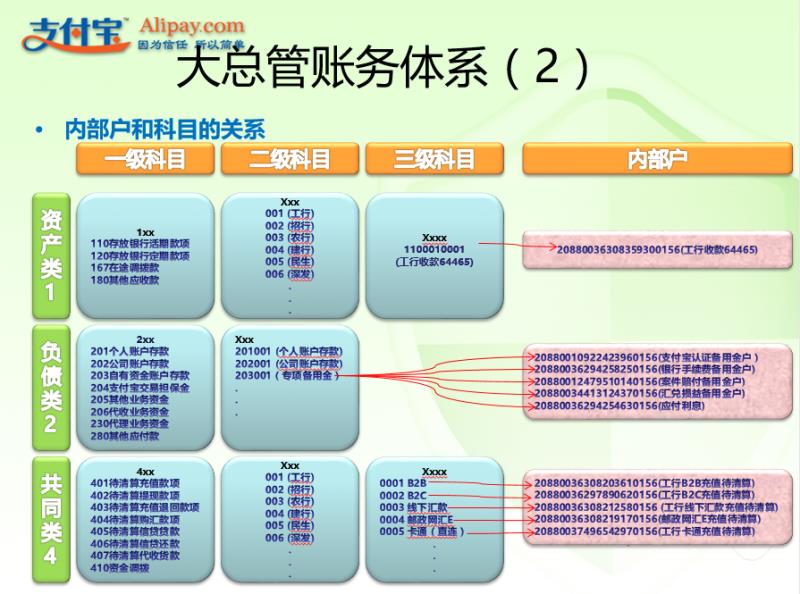 支付宝™ Alipay.com
因为信任 所以简单
大总管账务体系（2）
• 内部户和科目的关系
一级科目
二级科目
三级科目
内部户
资产类1
1xx
110存放银行活期款项
120存放银行定期款项
167在途调拨款
180其他应收款
Xxx
001 (工行)
002 (招行)
003 (农行)
004 (建行)
005 (民生)
006 (深发)
.
.
.
Xxxx
1100010001
(工行收款64465)
20880036308359300156(工行收款64465)
负债类2
2xx
201个人账户存款
202公司账户存款
203自有资金账户存款
204支付宝交易担保金
205其他业务资金
206代收业务资金
230代理业务资金
280其他应付款
Xxx
201001 (个人账户存款)
202001 (公司账户存款)
203001（专项备用金）
.
.
.
20880010922423960156(支付宝认证备用金户）
20880036294258250156(银行手续费备用金户)
20880012479510140156(案件赔付备用金户)
20880034413124370156(汇兑损益备用金户)
20880036294254630156(应付利息)
共同类4
4xx
401待清算充值款项
402待清算提现款项
403待清算充值退回款项
404待清算购汇款项
405待清算信贷贷款
406待清算信贷还款
407待清算代收货款
410资金调拨
Xxx
001 (工行)
002 (招行)
003 (农行)
004 (建行)
005 (民生)
006 (深发)
.
.
.
Xxxx
0001 B2B
0002 B2C
0003 线下汇款
0004 邮政网汇E
0005 卡通（直连）
.
.
.
20880036308203610156(工行B2B充值待清算)
20880036297890620156(工行B2C充值待清算)
20880036308212580156 (工行线下汇款充值待清算)
20880036308219170156(邮政网汇E充值待清算)
20880037496542970156(工行卡通充值待清算)